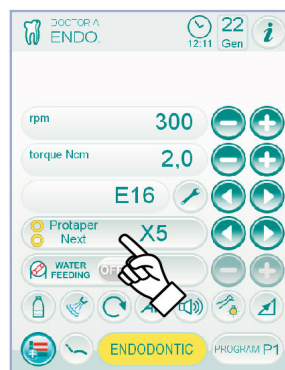 DOCTOR A
ENDO.
12:11
22
Gen
i
rpm 300
torque Ncm 2,0
E16
Protaper
Next
X5
WATER
FEEDING
OFF
ENDODONTIC
PROGRAM P1